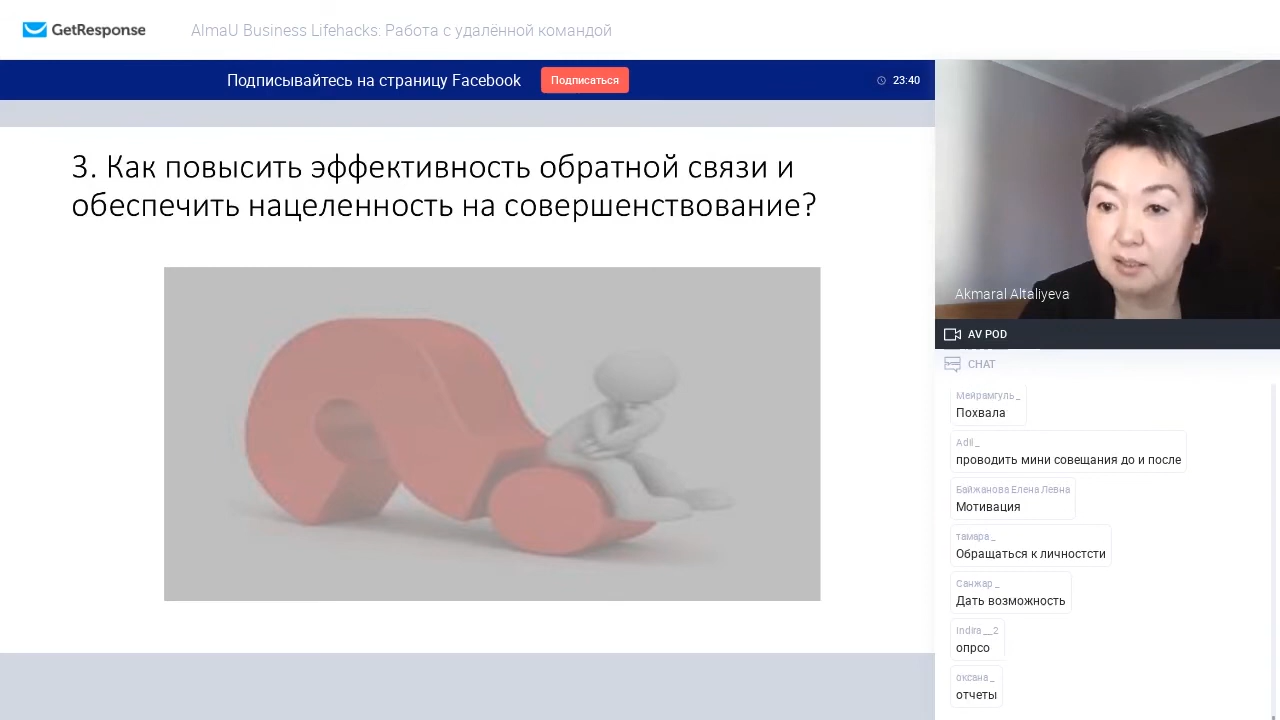 GetResponse
AlmaU Business Lifehacks: Работа с удалённой командой
Подписывайтесь на страницу Facebook
Подписаться
23:40
3. Как повысить эффективность обратной связи и
обеспечить нацеленность на совершенствование?
Akmaral Altaliyeva
AV POD
CHAT
Мейрамгуль _
Похвала
Adil _
проводить мини совещания до и после
Байжанова Елена Левна
Мотивация
тамара _
Обращаться к личностсти
Санжар _
Дать возможность
Indira __2
опрсо
оксана _
отчеты